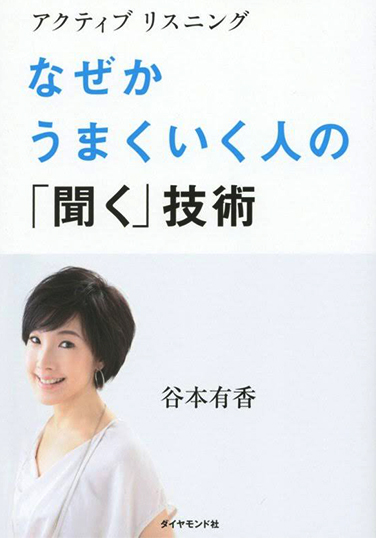 アクティブ リスニング
なぜか
うまくいく人の
「聞く」技術
谷本有香
ダイヤモンド社